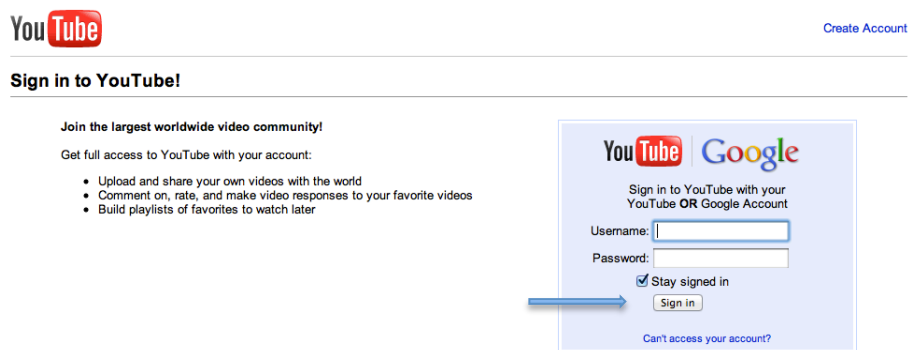 YouTube
Create Account
Sign in to YouTube!
Join the largest worldwide video community!
Get full access to YouTube with your account:
• Upload and share your own videos with the world
• Comment on, rate, and make video responses to your favorite videos
• Build playlists of favorites to watch later
YouTube Google
Sign in to YouTube with your
YouTube OR Google Account
Username:
Password:
Stay signed in
Sign in
Can't access your account?